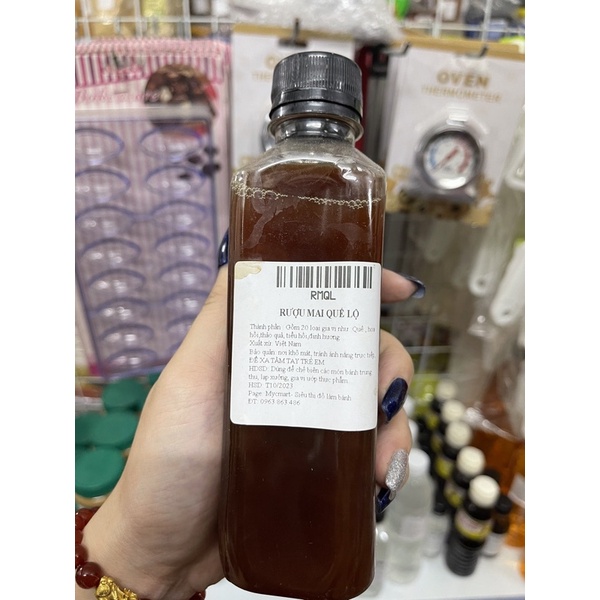 OVEN
THERMOMETER
RMQL
RƯỢU MAI QUẾ LỘ
Thành phần : Gồm 20 loại gia vị như :Quế , hoa
hồi,thảo quả, tiểu hồi,đinh hương.
Xuất xứ: Việt Nam
Bảo quản: nơi khô mát, tránh ánh nắng trực tiếp.
ĐỂ XA TẦM TAY TRẺ EM
HDSD: Dùng để chế biến các món bánh trung
thu, lạp xưởng, gia vị ướp thực phẩm...
HSD: T10/2023
Page: Mycmart- Siêu thị đồ làm bánh
ĐT: 0963.863.486